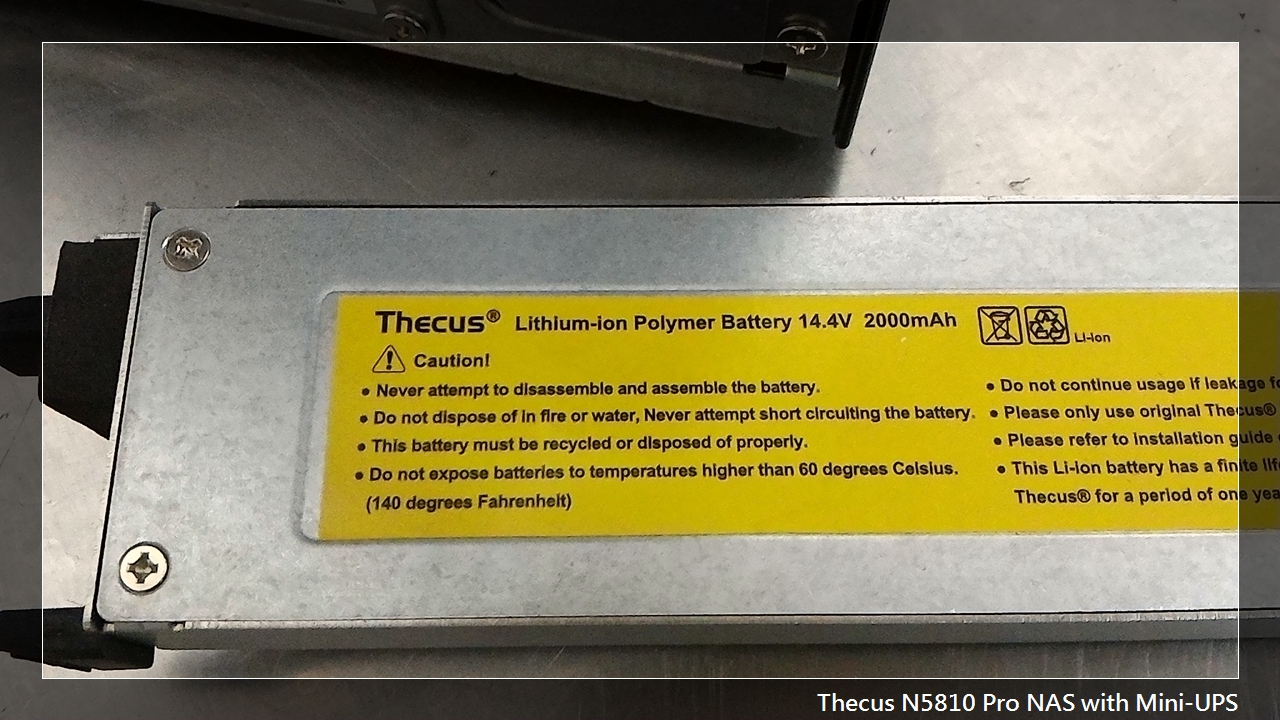 Thecus® Lithium-ion Polymer Battery 14.4V 2000mAh
Li-ion
Caution!
• Never attempt to disassemble and assemble the battery.
• Do not dispose of in fire or water, Never attempt short circuiting the battery.
• This battery must be recycled or disposed of properly.
• Do not expose batteries to temperatures higher than 60 degrees Celsius.
(140 degrees Fahrenheit)
• Do not continue usage if leakage
• Please only use original Thecus®
• Please refer to installation guide
• This Li-ion battery has a finite
Thecus® for a period of one
Thecus N5810 Pro NAS with Mini-UPS